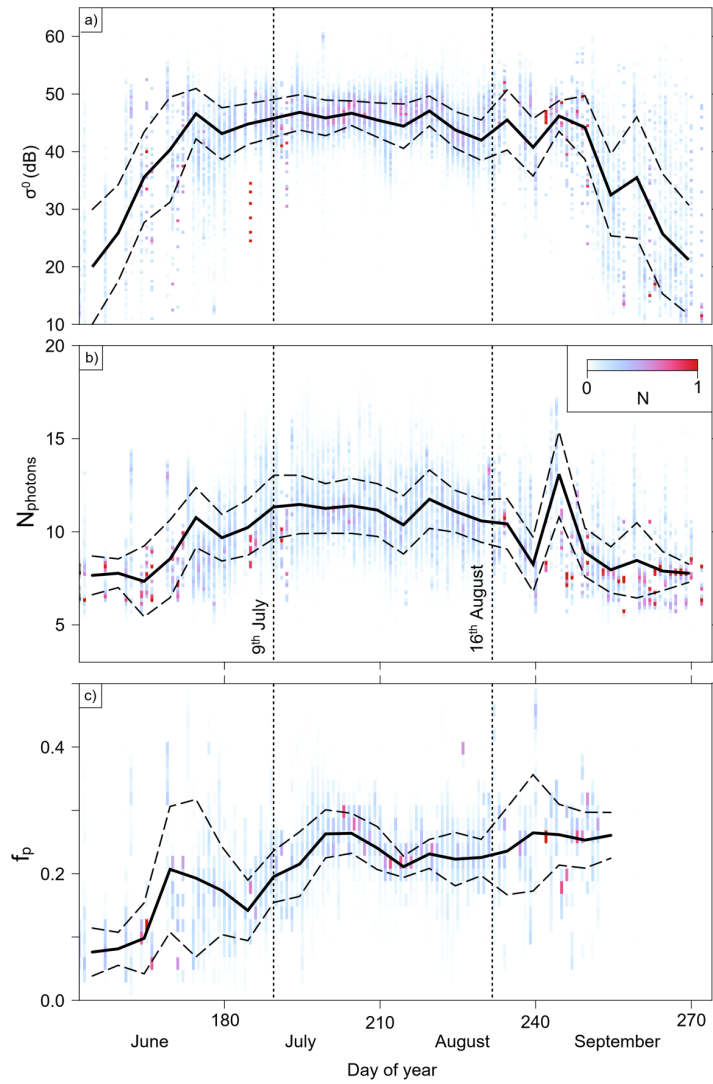 a)
60
50
40
30
20
10
σ⁰ (dB)
b)
20
15
10
5
Nphotons
0 1
N
9th July
16th August
c)
0.4
0.2
0.0
fp
180 210 240 270
June July August September
Day of year